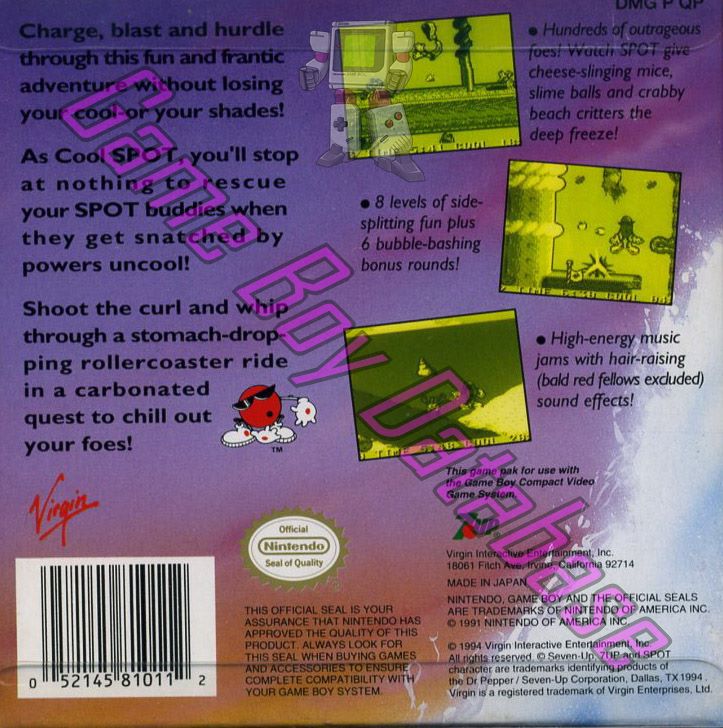 DMG P QP
Charge, blast and hurdle
through this fun and frantic
adventure without losing
your cool or your shades!
As Cool SPOT, you'll stop
at nothing to rescue
your SPOT buddies when
they get snatched by
powers uncool!
Shoot the curl and whip
through a stomach-drop-
ping rollercoaster ride
in a carbonated
quest to chill out
your foes!
TM
• Hundreds of outrageous
foes! Watch SPOT give
cheese-slinging mice,
slime balls and crabby
beach critters the
deep freeze!
• 8 levels of side-
splitting fun plus
6 bubble-bashing
bonus rounds!
• High-energy music
jams with hair-raising
(bald red fellows excluded)
sound effects!
TIME 5:48 COOL
Game Boy Database
This game pak for use with
the Game Boy Compact Video
Game System.
Virgin
7UP
Official
Nintendo
Seal of Quality
THIS OFFICIAL SEAL IS YOUR
ASSURANCE THAT NINTENDO HAS
APPROVED THE QUALITY OF THIS
PRODUCT. ALWAYS LOOK FOR
THIS SEAL WHEN BUYING GAMES
AND ACCESSORIES TO ENSURE
COMPLETE COMPATIBILITY WITH
YOUR GAME BOY SYSTEM.
Virgin Interactive Entertainment, Inc.
18061 Fitch Ave. Irvine, California 92714
MADE IN JAPAN
NINTENDO, GAME BOY AND THE OFFICIAL SEALS
ARE TRADEMARKS OF NINTENDO OF AMERICA INC.
© 1991 NINTENDO OF AMERICA INC.
© 1994 Virgin Interactive Entertainment, Inc.
All rights reserved. © Seven-Up, 7UP and SPOT
character are trademarks identifying products of
the Dr Pepper / Seven-Up Corporation, Dallas, TX 1994.
Virgin is a registered trademark of Virgin Enterprises, Ltd.
0 52145 81011 2